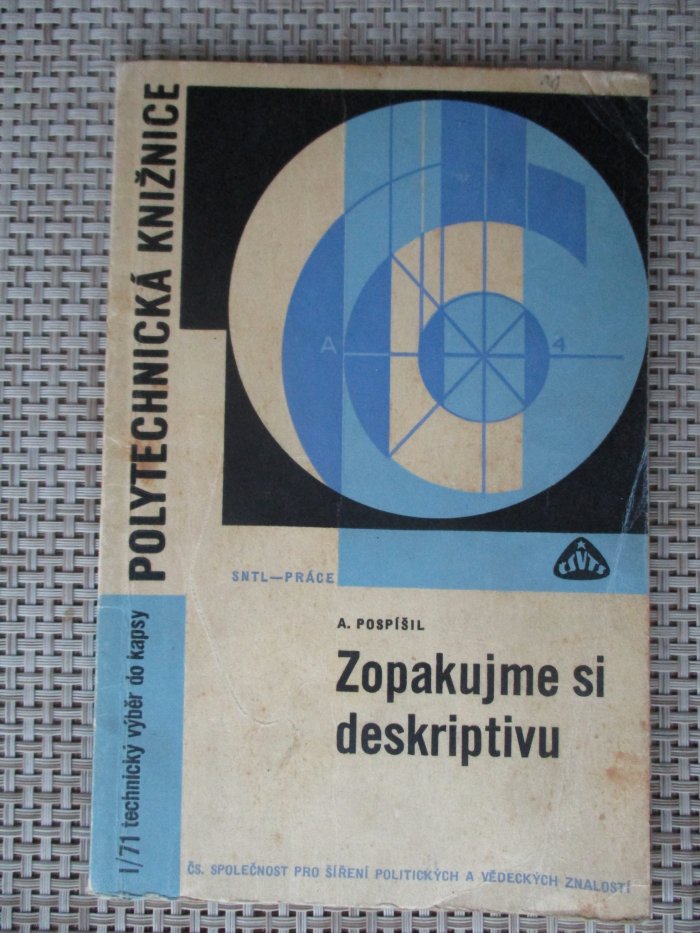 POLYTECHNICKÁ KNIŽNICE
I/71 technický výběr do kapsy
A
4
SNTL—PRÁCE
ČSVTS
A. POSPÍŠIL
Zopakujme si
deskriptivu
ČS. SPOLEČNOST PRO ŠÍŘENÍ POLITICKÝCH A VĚDECKÝCH ZNALOSTÍ